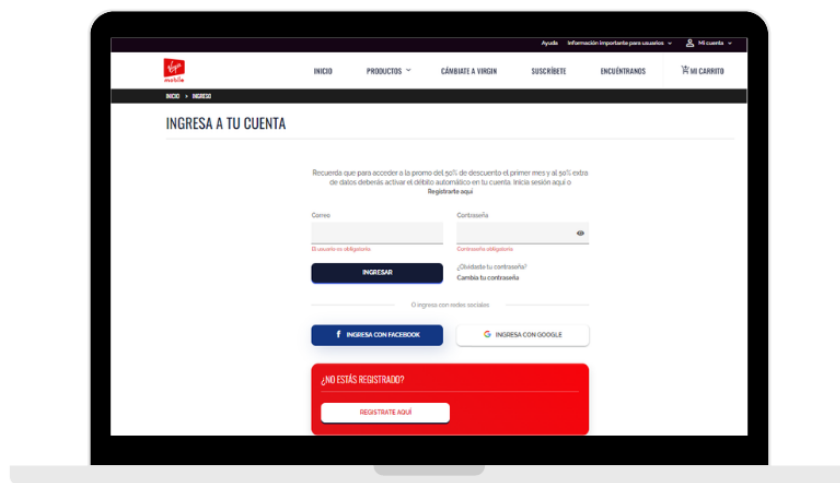 Ayuda Información importante para usuarios Mi cuenta
Virgin
mobile
INICIO PRODUCTOS CÁMBIATE A VIRGIN SUSCRÍBETE ENCUÉNTRANOS MI CARRITO
INICIO > INGRESO
INGRESA A TU CUENTA
Recuerda que para acceder a la promo del 50% de descuento el primer mes y al 50% extra
de datos deberás activar el débito automático en tu cuenta. Inicia sesión aquí o
Registrarte aquí
Correo Contraseña
El usuario es obligatorio Contraseña obligatoria
INGRESAR
¿Olvidaste tu contraseña?
Cambia tu contraseña
O ingresa con redes sociales
INGRESA CON FACEBOOK INGRESA CON GOOGLE
¿NO ESTÁS REGISTRADO?
REGISTRATE AQUÍ